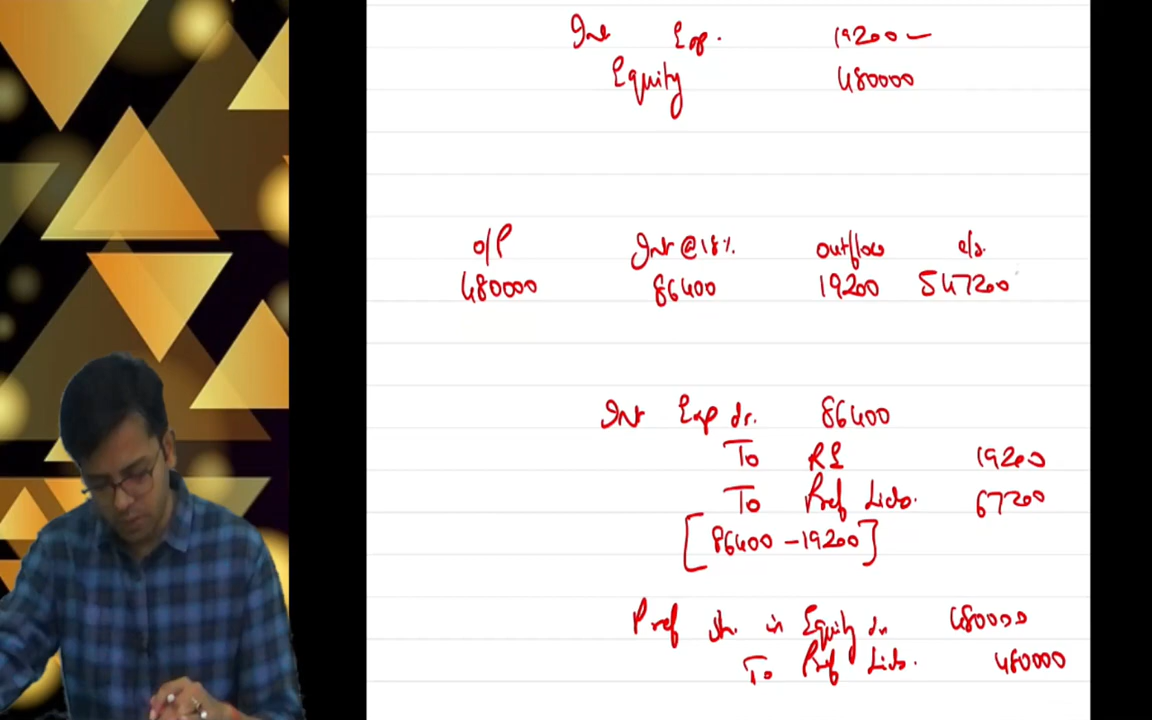 Int Exp. 19200 —
Equity 480000
o/p Int @ 18% outflow c/s.
480000 86400 19200 547200
Int Exp dr. 86400
To RE 19200
To Pref Liab. 67200
[86400 - 19200]
Pref sh. in Equity dr 480000
To Pref Liab. 480000